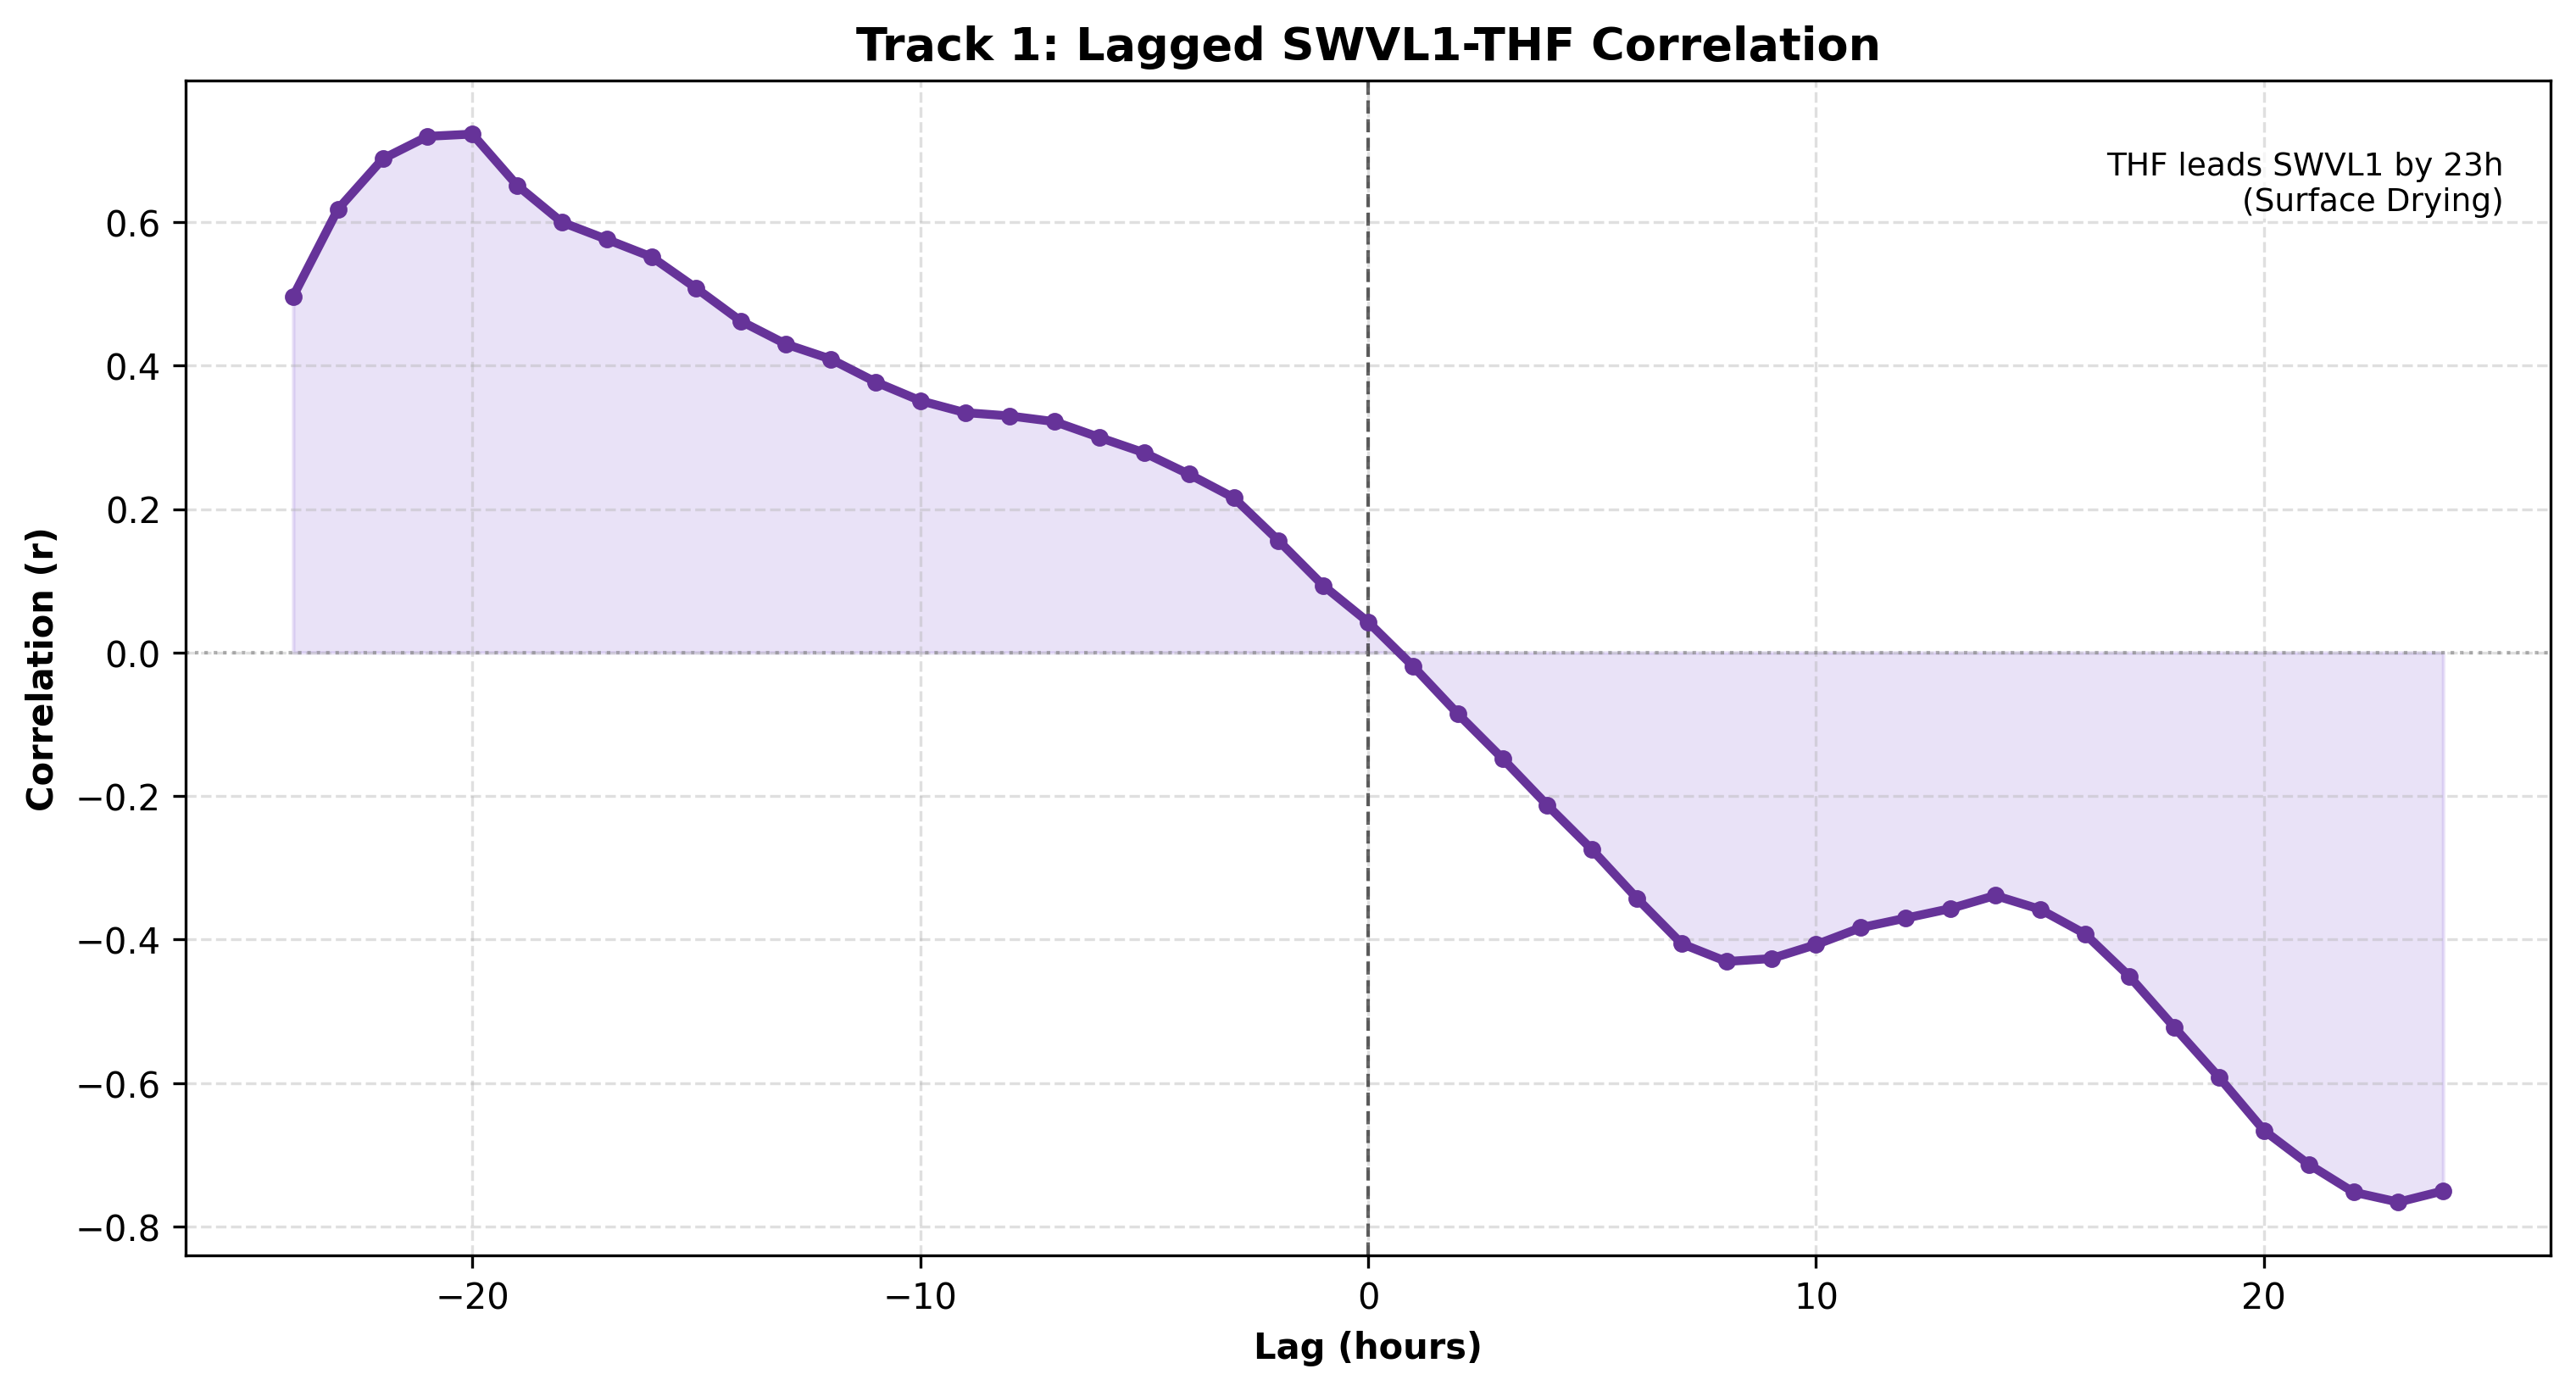 Track 1: Lagged SWVL1-THF Correlation
THF leads SWVL1 by 23h
(Surface Drying)
Correlation (r)
0.6
0.4
0.2
0.0
−0.2
−0.4
−0.6
−0.8
−20
−10
0
10
20
Lag (hours)